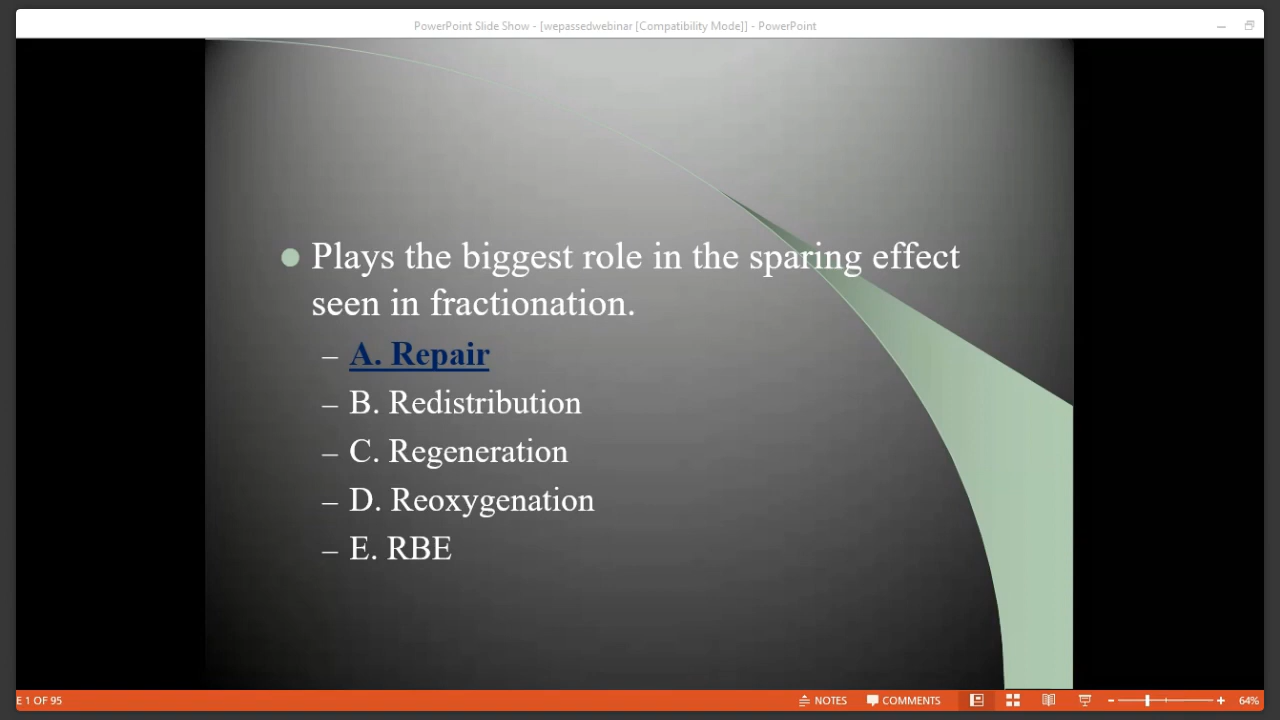 PowerPoint Slide Show - [wepassedwebinar [Compatibility Mode]] - PowerPoint
Plays the biggest role in the sparing effect
seen in fractionation.
– A. Repair
– B. Redistribution
– C. Regeneration
– D. Reoxygenation
– E. RBE
E 1 OF 95 NOTES COMMENTS 64%